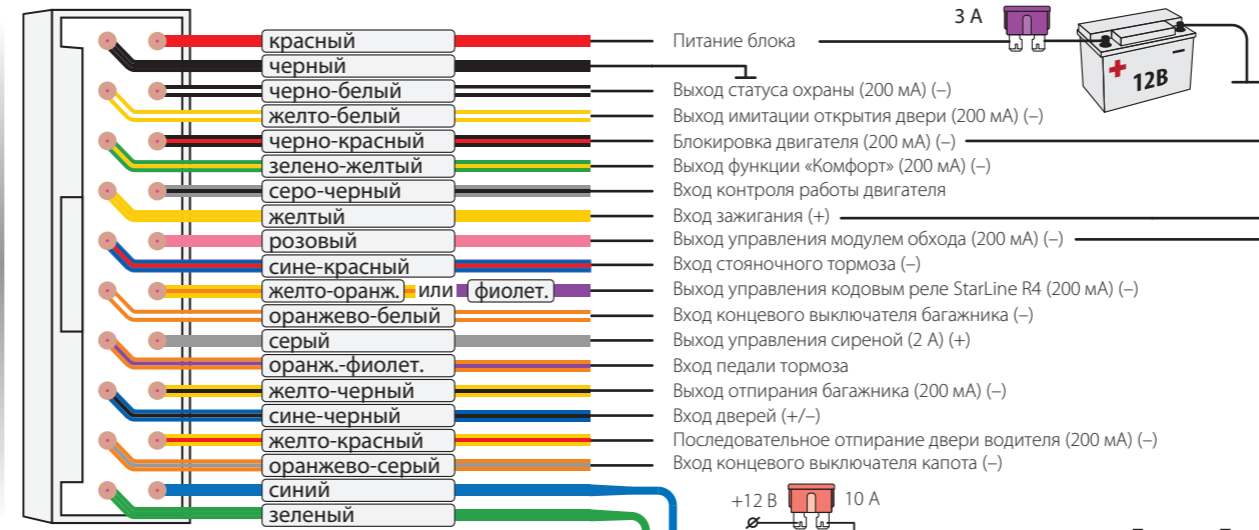 3 А
красный Питание блока
+ – 12В
черный
черно-белый Выход статуса охраны (200 мА) (–)
желто-белый Выход имитации открытия двери (200 мА) (–)
черно-красный Блокировка двигателя (200 мА) (–)
зелено-желтый Выход функции «Комфорт» (200 мА) (–)
серо-черный Вход контроля работы двигателя
желтый Вход зажигания (+)
розовый Выход управления модулем обхода (200 мА) (–)
сине-красный Вход стояночного тормоза (–)
желто-оранж. или фиолет. Выход управления кодовым реле StarLine R4 (200 мА) (–)
оранжево-белый Вход концевого выключателя багажника (–)
серый Выход управления сиреной (2 А) (+)
оранж.-фиолет. Вход педали тормоза
желто-черный Выход отпирания багажника (200 мА) (–)
сине-черный Вход дверей (+/–)
желто-красный Последовательное отпирание двери водителя (200 мА) (–)
оранжево-серый Вход концевого выключателя капота (–)
синий
+12 В 10 А
зеленый